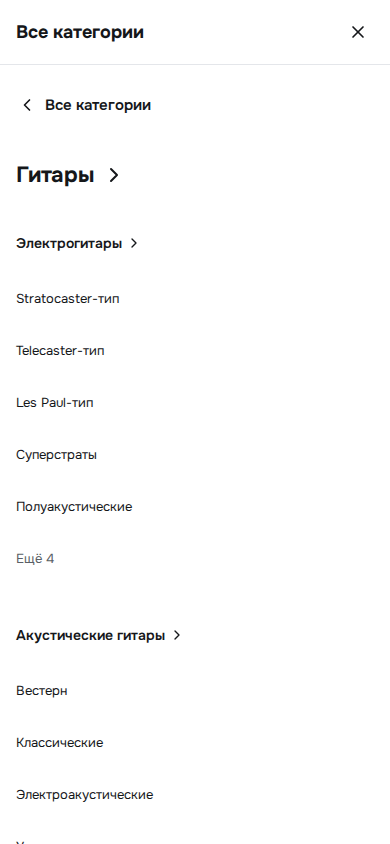 Все категории
Все категории
Гитары
Электрогитары
Stratocaster-тип
Telecaster-тип
Les Paul-тип
Суперстраты
Полуакустические
Ещё 4
Акустические гитары
Вестерн
Классические
Электроакустические